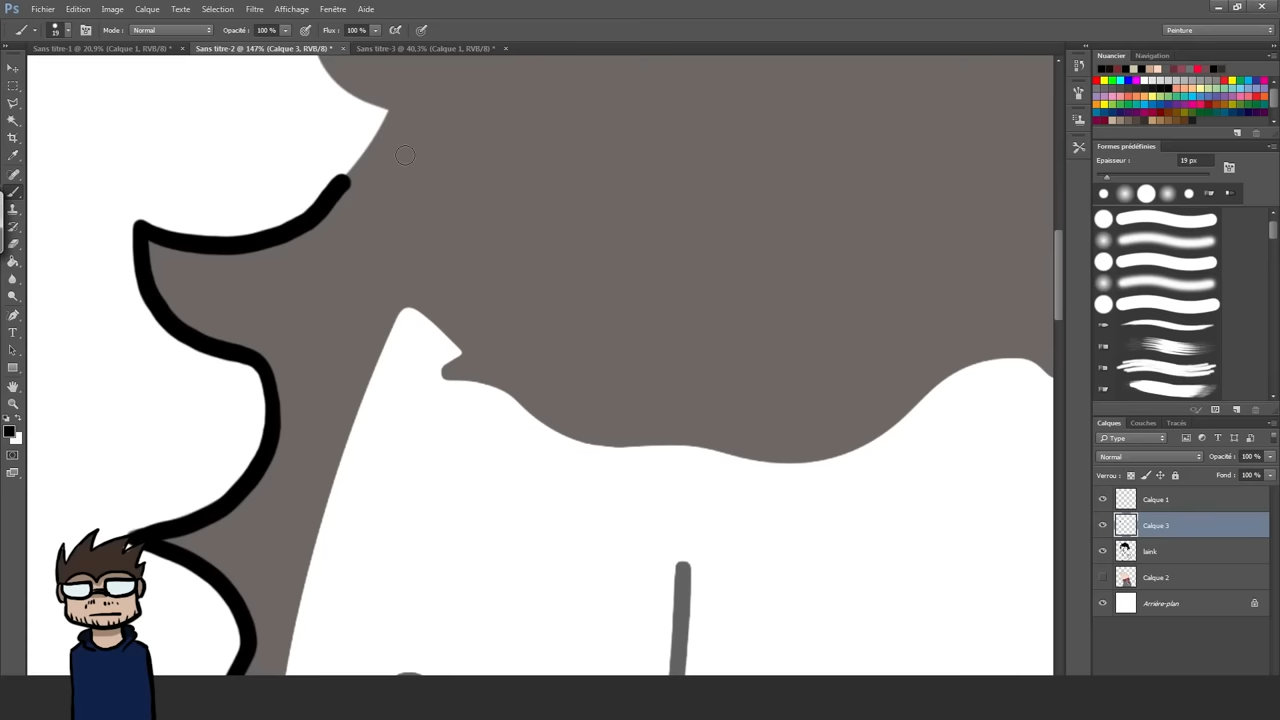 Ps Fichier Edition Image Calque Texte Sélection Filtre Affichage Fenêtre Aide
19 Mode: Normal Opacité: 100 % Flux: 100 % Peinture
Sans titre-1 @ 20,9% (Calque 1, RVB/8) * × Sans titre-2 @ 147% (Calque 3, RVB/8) * × Sans titre-3 @ 40,3% (Calque 1, RVB/8) * ×
Nuancier Navigation
Formes prédéfinies
Epaisseur : 19 px
Calques Couches Tracés
Type
Normal Opacité : 100 %
Verrou : Fond : 100 %
Calque 1
Calque 3
laink
Calque 2
Arrière-plan